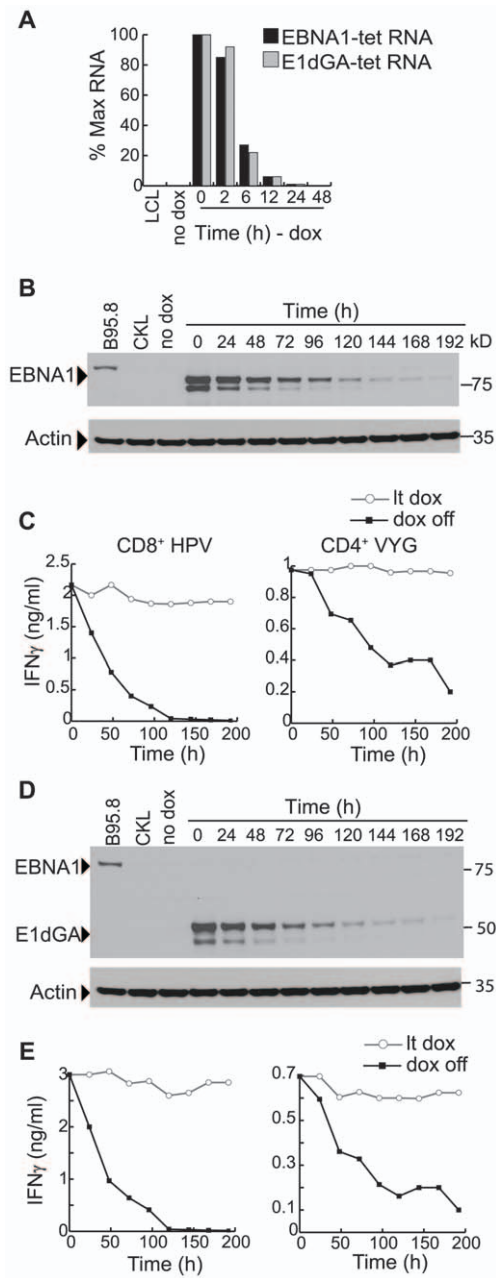 A
EBNA1-tet RNA
E1dGA-tet RNA
% Max RNA
100
80
60
40
20
0
LCL
no dox
0 2 6 12 24 48
Time (h) - dox
B
B95.8
CKL
no dox
Time (h)
0 24 48 72 96 120 144 168 192 kD
EBNA1
75
Actin
35
C
lt dox
dox off
CD8+ HPV
CD4+ VYG
IFNγ (ng/ml)
2.5
2
1.5
1
0.5
0
0 50 100 150 200
Time (h)
1
0.8
0.6
0.4
0.2
0 50 100 150 200
Time (h)
D
B95.8
CKL
no dox
Time (h)
0 24 48 72 96 120 144 168 192
EBNA1
75
E1dGA
50
Actin
35
E
lt dox
dox off
IFNγ (ng/ml)
3
2
1
0
0 50 100 150 200
Time (h)
0.7
0.5
0.3
0.1
0 50 100 150 200
Time (h)